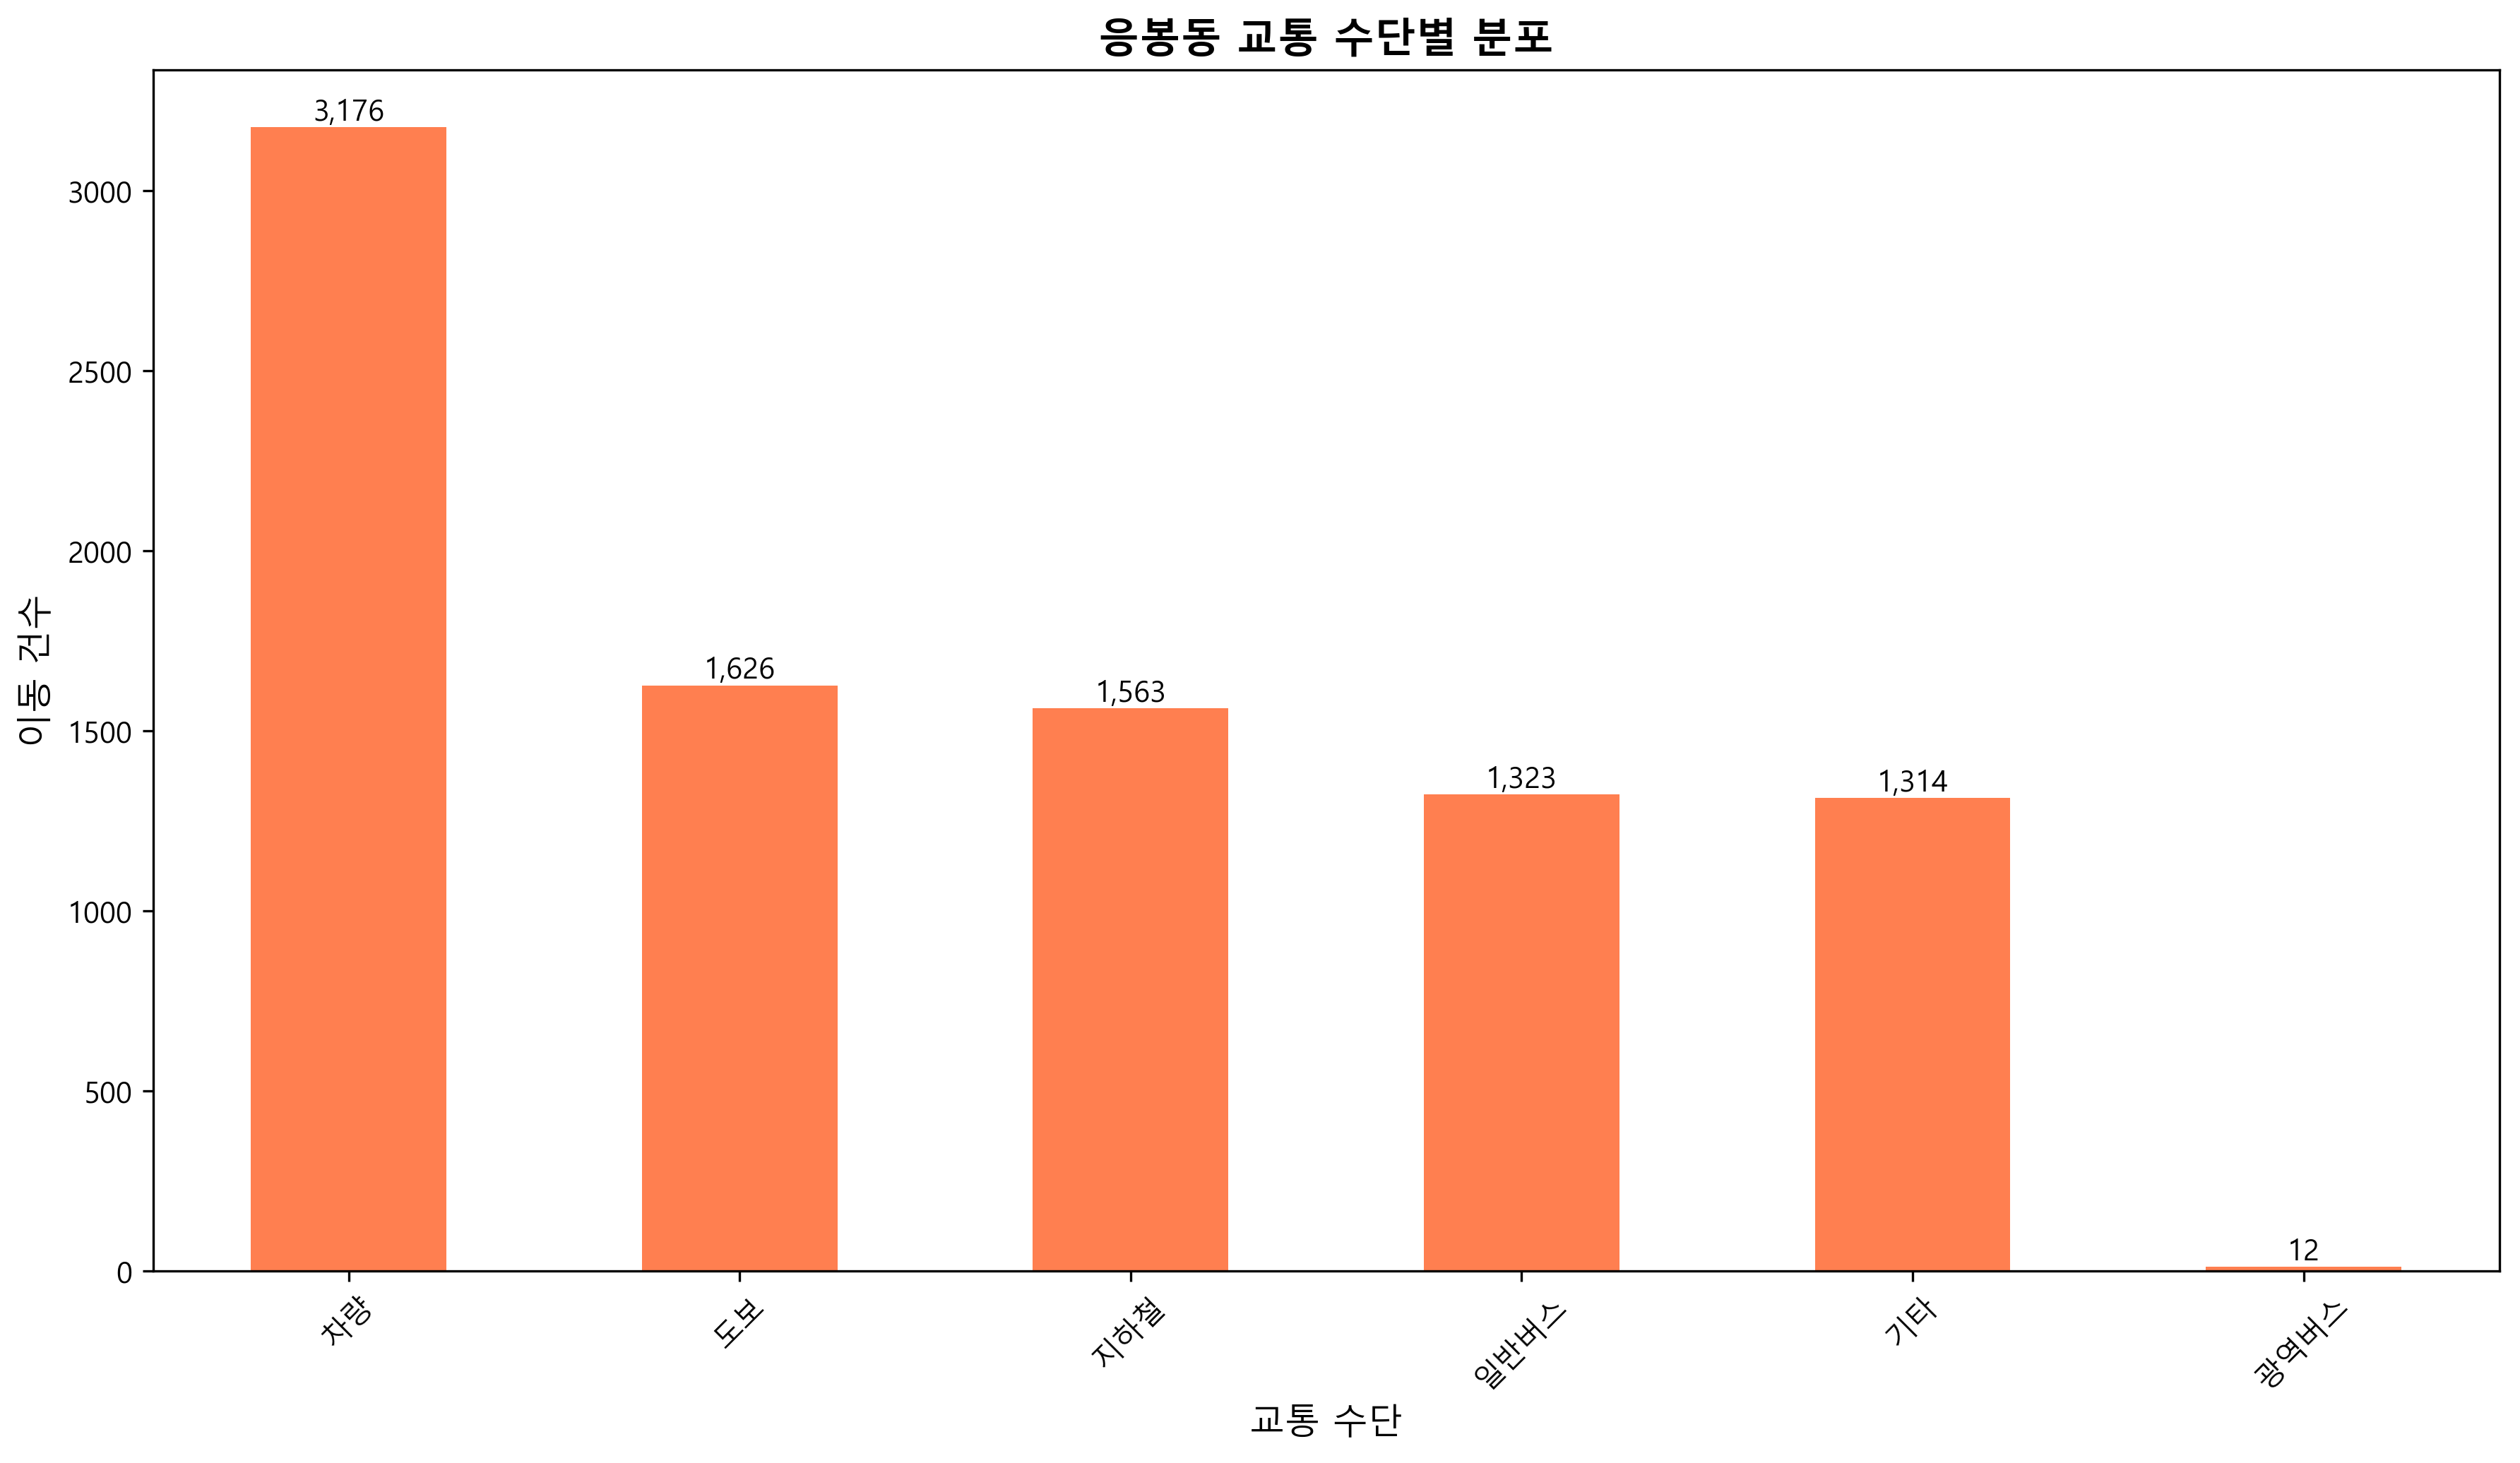 응봉동 교통 수단별 분포
이동 건수
3000
2500
2000
1500
1000
500
0
3,176
1,626
1,563
1,323
1,314
12
차량
도보
지하철
일반버스
기타
광역버스
교통 수단